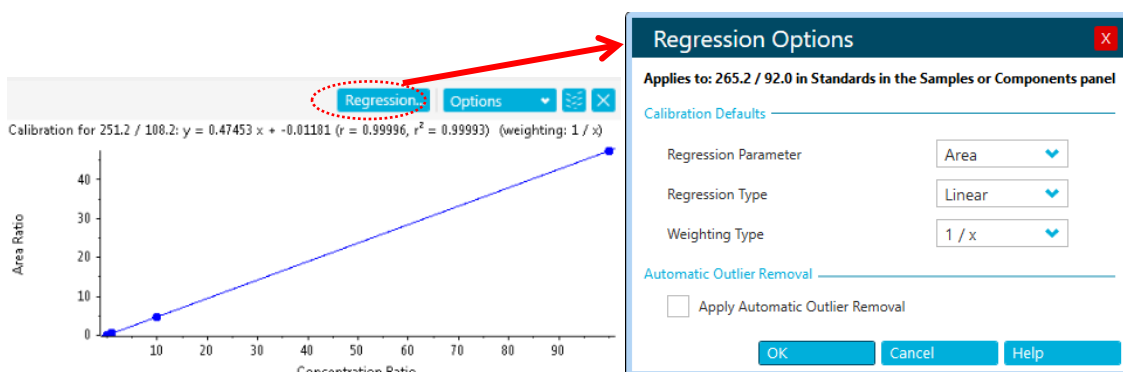 Regression...
Options
Calibration for 251.2 / 108.2: y = 0.47453 x + -0.01181 (r = 0.99996, r² = 0.99993) (weighting: 1 / x)
Area Ratio
40
30
20
10
0
10 20 30 40 50 60 70 80 90
Concentration Ratio
Regression Options
X
Applies to: 265.2 / 92.0 in Standards in the Samples or Components panel
Calibration Defaults
Regression Parameter Area
Regression Type Linear
Weighting Type 1 / x
Automatic Outlier Removal
Apply Automatic Outlier Removal
OK Cancel Help